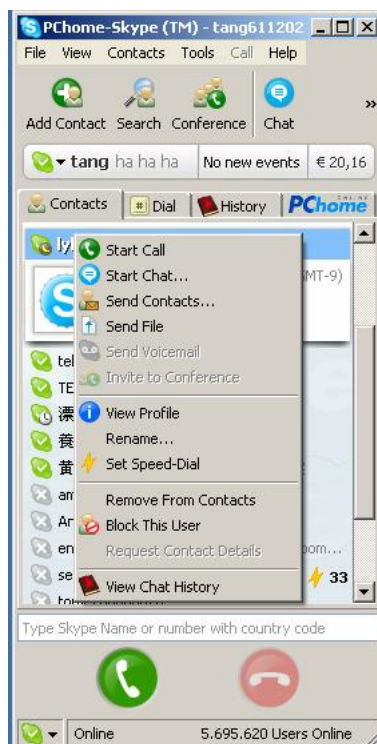 PChome-Skype (TM) - tang611202
File View Contacts Tools Call Help
Add Contact Search Conference Chat »
tang ha ha ha No new events € 20,16
Contacts Dial History PChome ONLINE
Start Call
Start Chat... MT-9)
Send Contacts...
Send File
Send Voicemail
tel
Invite to Conference
TE
漂 View Profile
養 Rename...
黄 Set Speed-Dial
am
Remove From Contacts
Ar Block This User
en Request Contact Details oom...
se View Chat History 33
Type Skype Name or number with country code
Online 5.695.620 Users Online